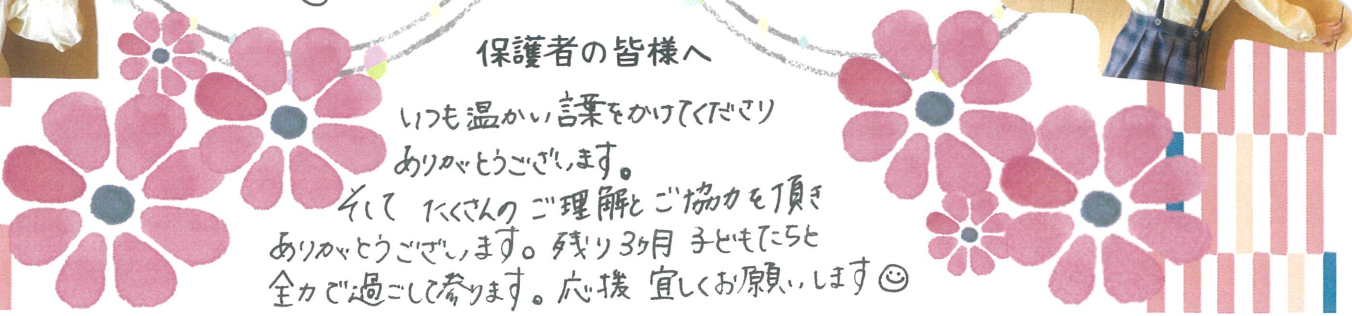 保護者の皆様へ
いつも温かい言葉をかけてくださり
ありがとうございます。
そして たくさんの ご理解と ご協力を頂き
ありがとうございます。残り3ヶ月 子どもたちと
全力で過ごして参ります。応援 宜しくお願いします☺